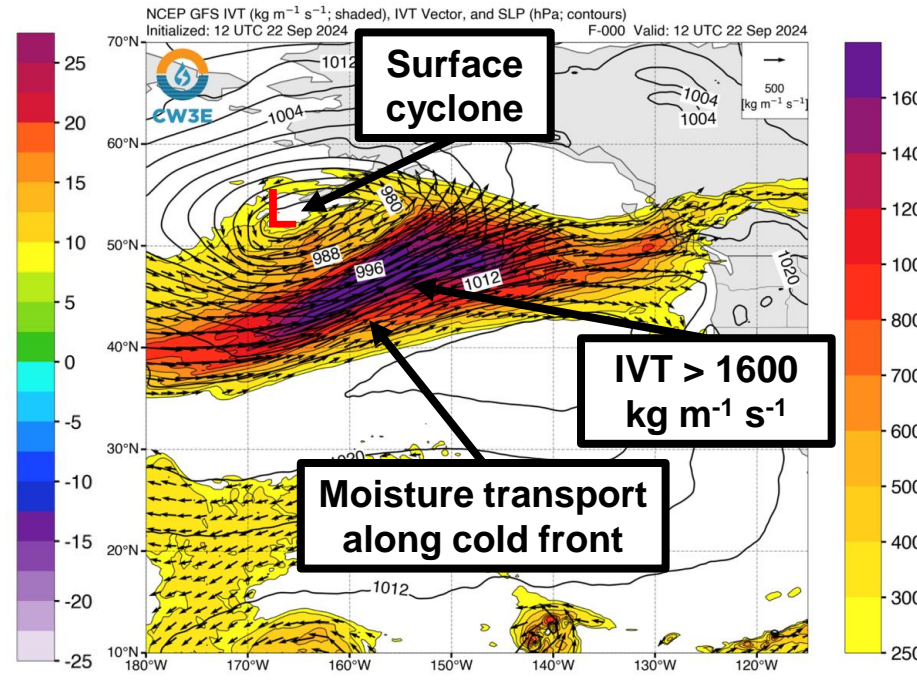 NCEP GFS IVT (kg m⁻¹ s⁻¹; shaded), IVT Vector, and SLP (hPa; contours)
Initialized: 12 UTC 22 Sep 2024
F-000 Valid: 12 UTC 22 Sep 2024
25
20
15
10
5
0
-5
-10
-15
-20
-25
70°N
60°N
50°N
40°N
30°N
20°N
10°N
CW3E
1012
1004
Surface
cyclone
1004
1004
500
[kg m⁻¹ s⁻¹]
L
980
988
996
1012
1020
IVT > 1600
kg m⁻¹ s⁻¹
1020
Moisture transport
along cold front
1012
180°W
170°W
160°W
150°W
140°W
130°W
120°W
160
140
120
100
800
700
600
500
400
300
250